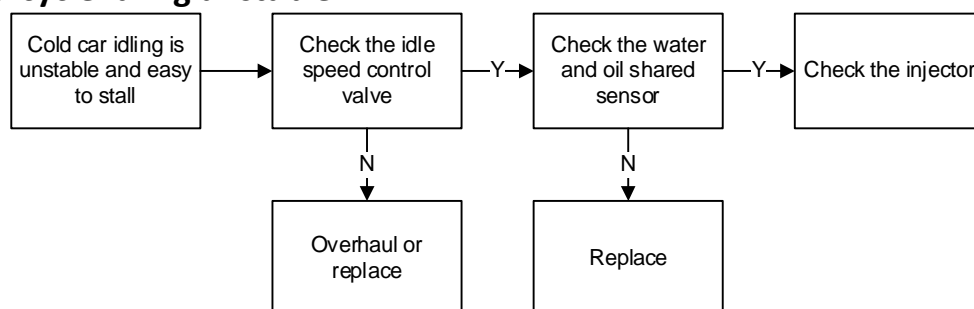 Cold car idling is
unstable and easy
to stall
Check the idle
speed control
valve
Y
Check the water
and oil shared
sensor
Y
Check the injector
N
N
Overhaul or
replace
Replace